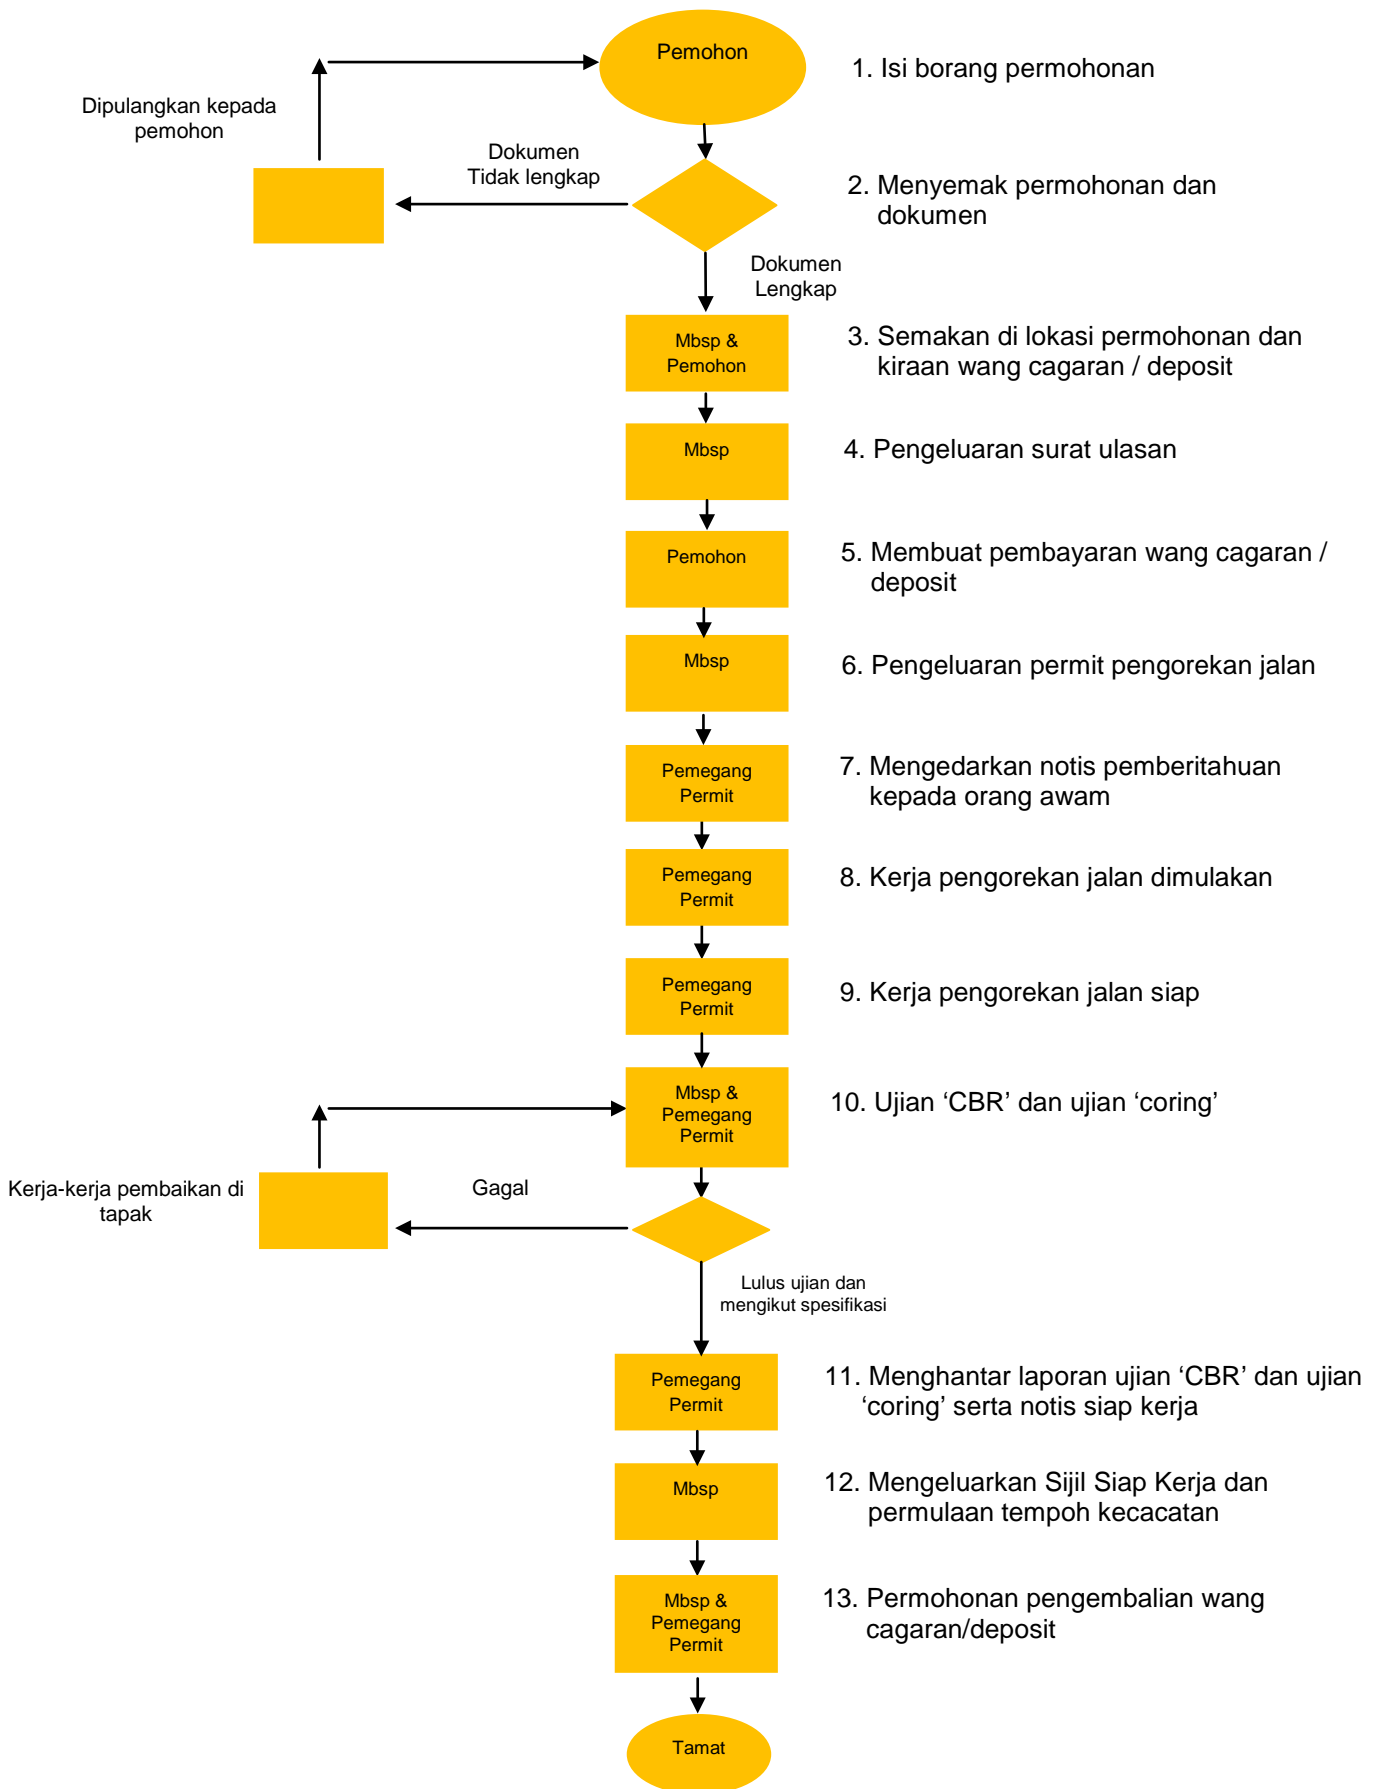 Pemohon
1. Isi borang permohonan
Dipulangkan kepada
pemohon
Dokumen
Tidak lengkap
2. Menyemak permohonan dan
dokumen
Dokumen
Lengkap
Mbsp &
Pemohon
3. Semakan di lokasi permohonan dan
kiraan wang cagaran / deposit
Mbsp
4. Pengeluaran surat ulasan
Pemohon
5. Membuat pembayaran wang cagaran /
deposit
Mbsp
6. Pengeluaran permit pengorekan jalan
Pemegang
Permit
7. Mengedarkan notis pemberitahuan
kepada orang awam
Pemegang
Permit
8. Kerja pengorekan jalan dimulakan
Pemegang
Permit
9. Kerja pengorekan jalan siap
Mbsp &
Pemegang
Permit
10. Ujian ‘CBR’ dan ujian ‘coring’
Kerja-kerja pembaikan di
tapak
Gagal
Lulus ujian dan
mengikut spesifikasi
Pemegang
Permit
11. Menghantar laporan ujian ‘CBR’ dan ujian
‘coring’ serta notis siap kerja
Mbsp
12. Mengeluarkan Sijil Siap Kerja dan
permulaan tempoh kecacatan
Mbsp &
Pemegang
Permit
13. Permohonan pengembalian wang
cagaran/deposit
Tamat